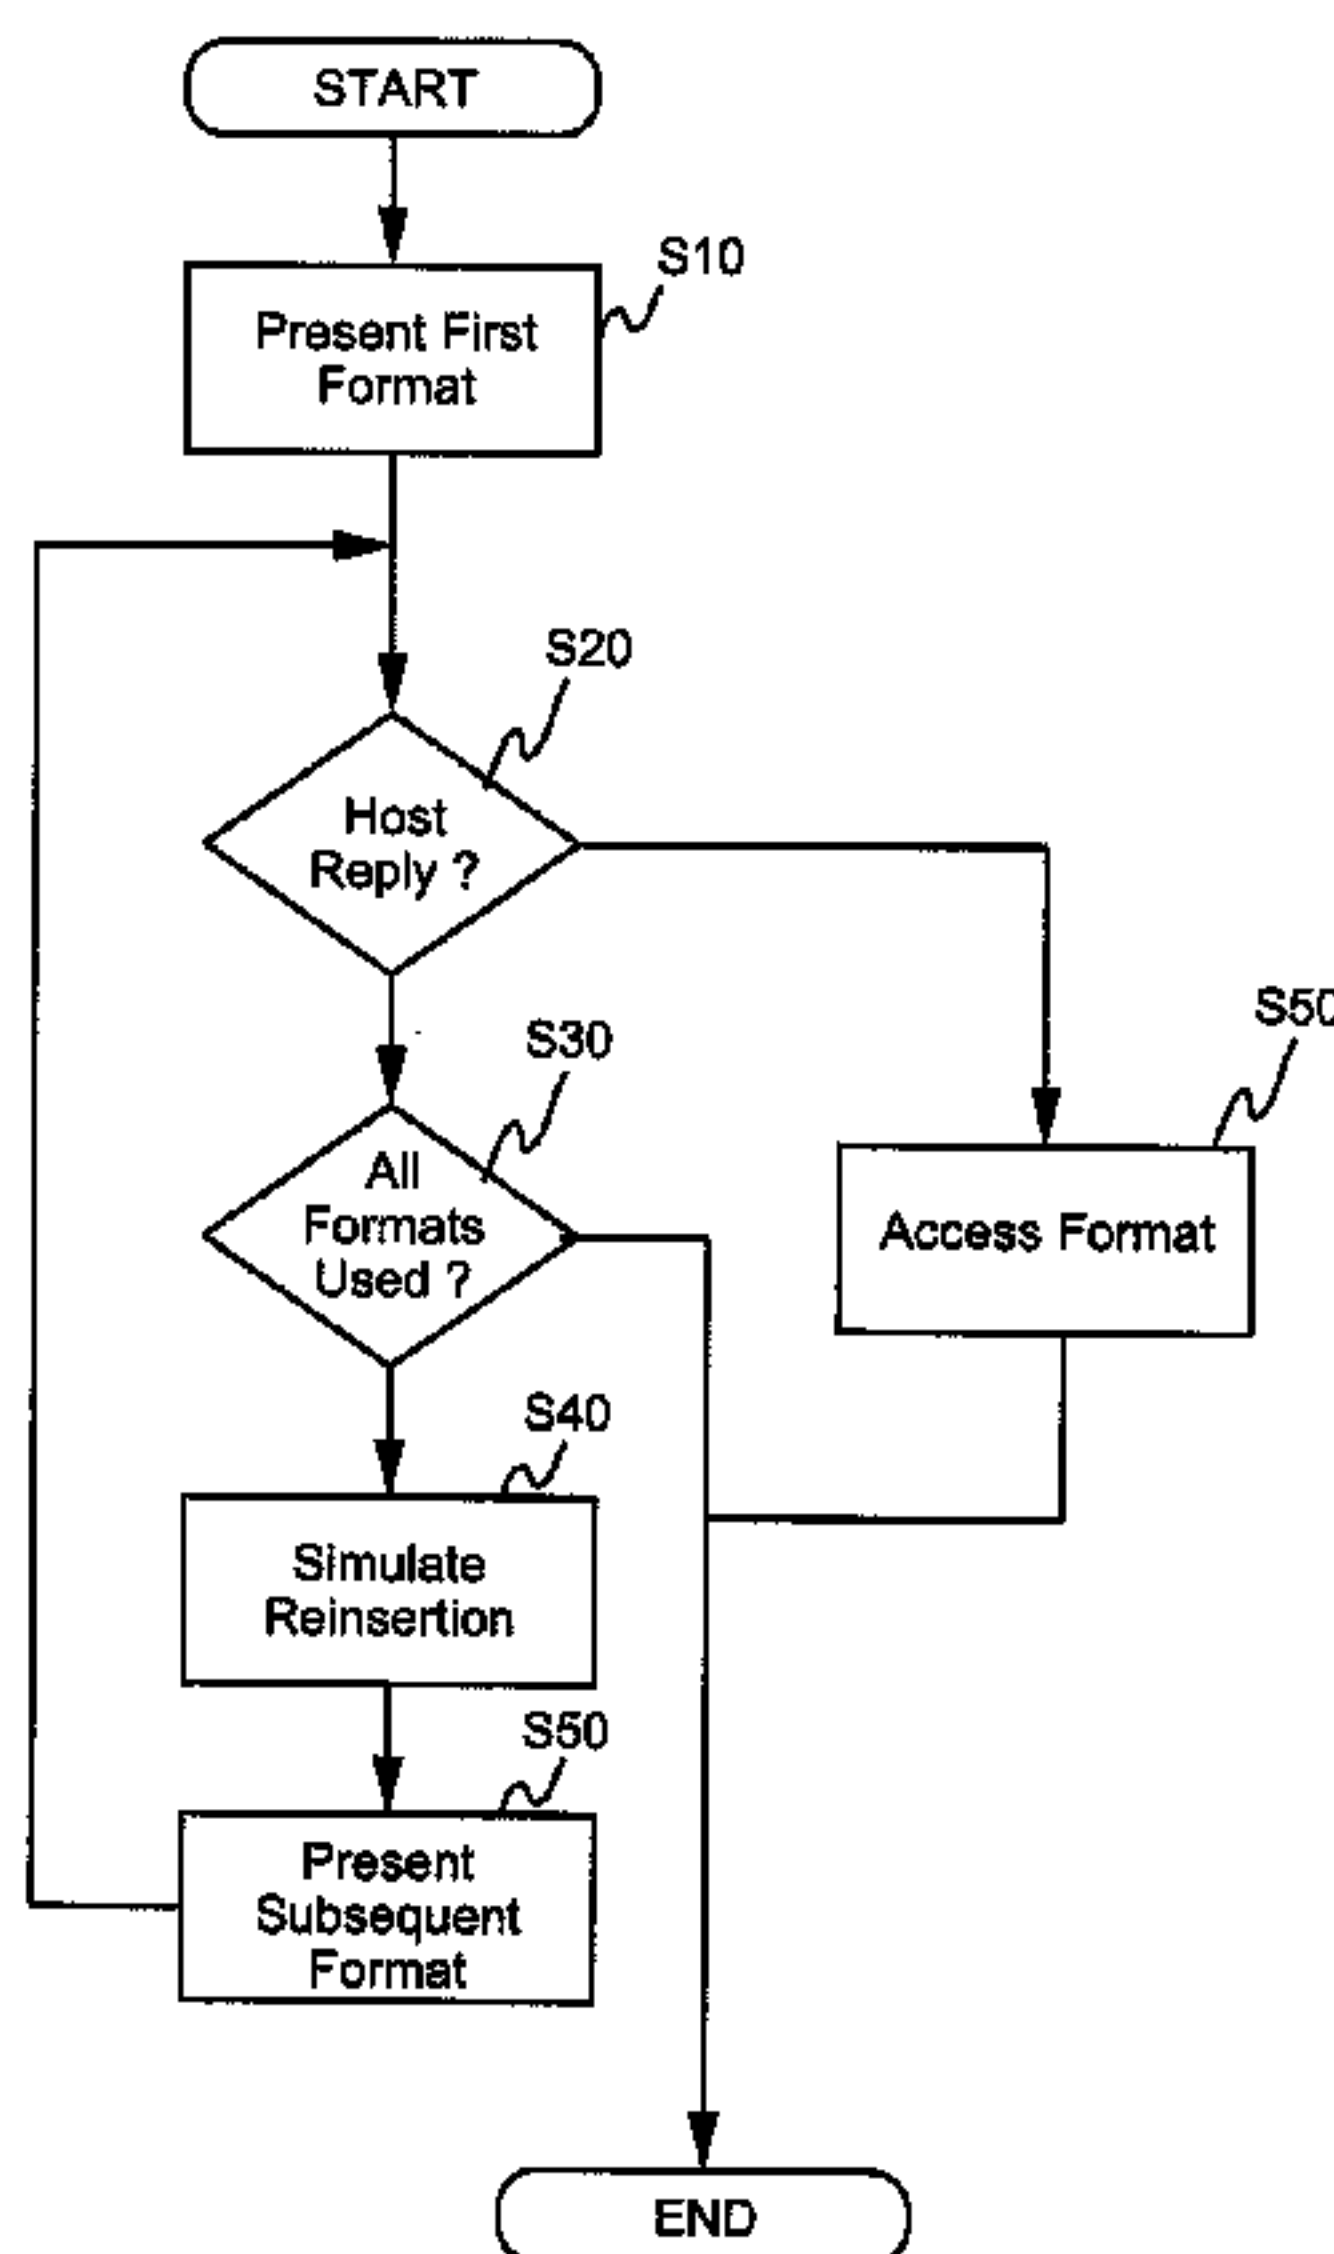 START
S10
Present First
Format
S20
Host
Reply ?
S30
All
Formats
Used ?
S50
Access Format
S40
Simulate
Reinsertion
S50
Present
Subsequent
Format
END